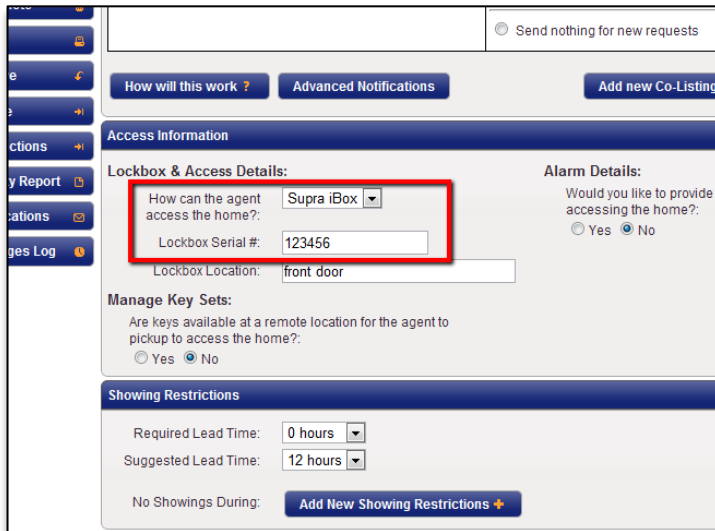 Send nothing for new requests
How will this work ?
Advanced Notifications
Add new Co-Listing
ctions
y Report
cations
ges Log
Access Information
Lockbox & Access Details:
How can the agent
access the home?:
Supra iBox
Lockbox Serial #:
123456
Lockbox Location:
front door
Alarm Details:
Would you like to provide
accessing the home?:
Yes
No
Manage Key Sets:
Are keys available at a remote location for the agent to
pickup to access the home?:
Yes
No
Showing Restrictions
Required Lead Time:
0 hours
Suggested Lead Time:
12 hours
No Showings During:
Add New Showing Restrictions +